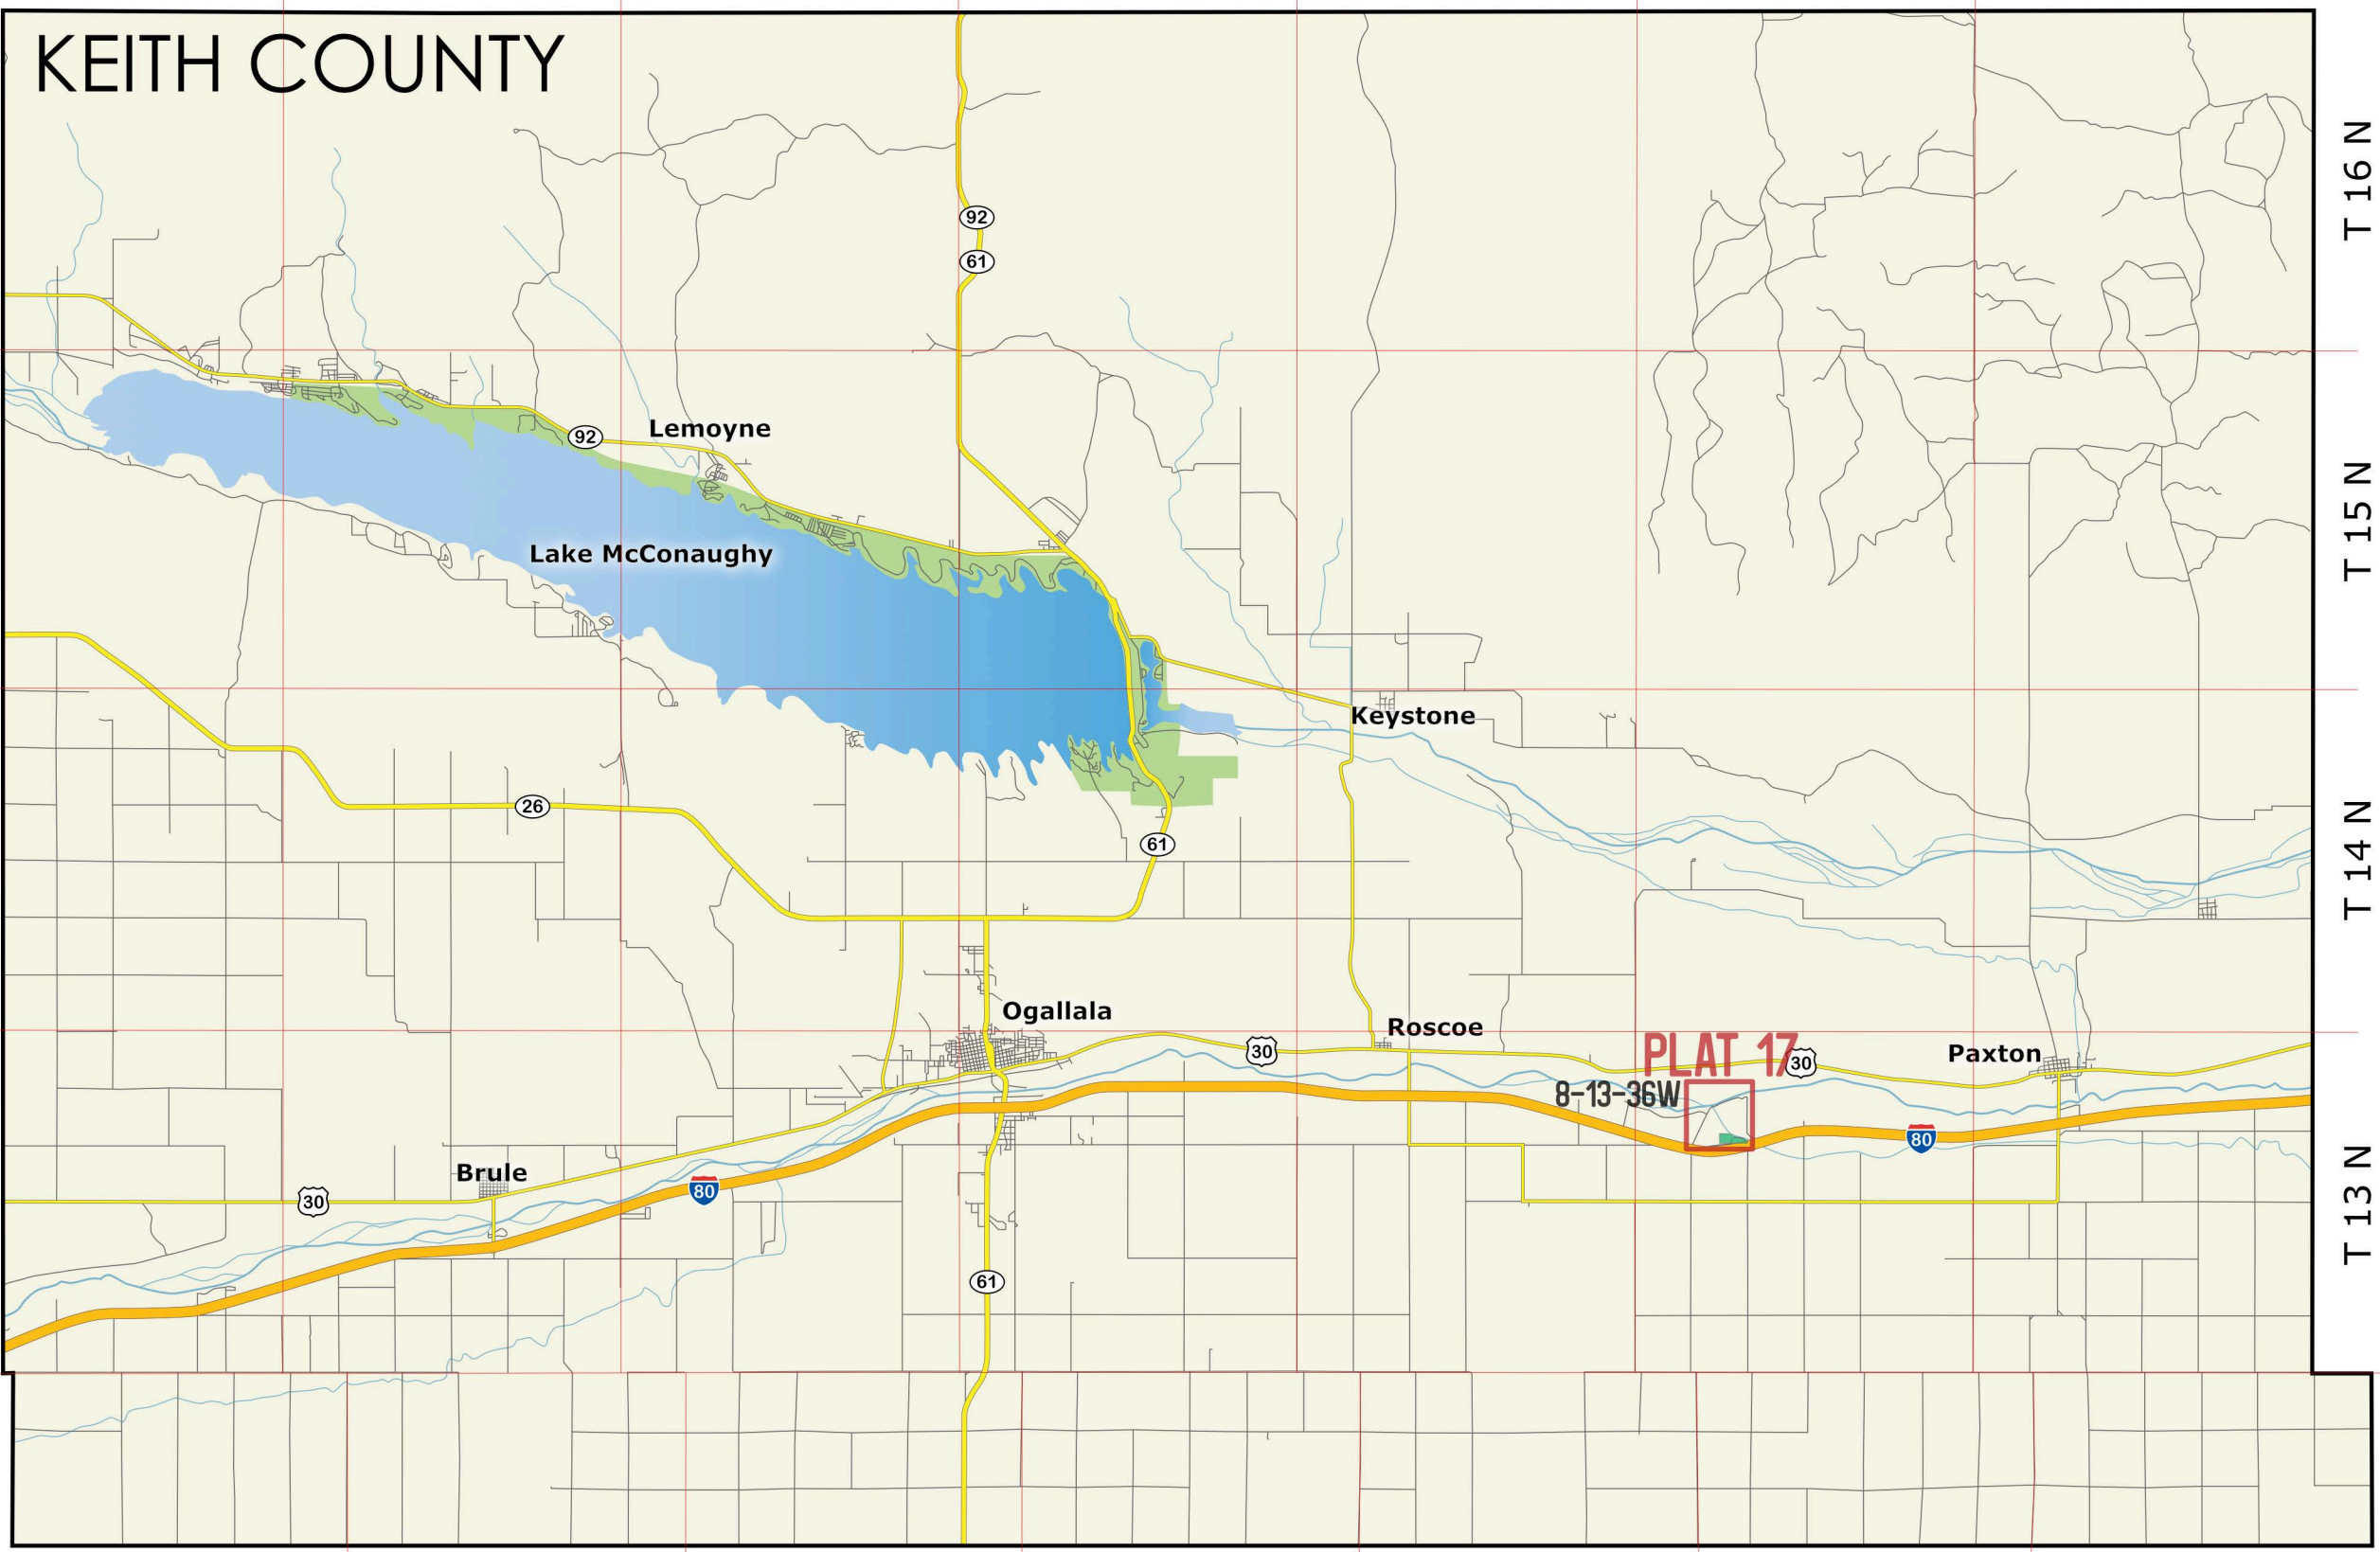 KEITH COUNTY
T 16 N
92
61
92
Lemoyne
T 15 N
Lake McConaughy
Keystone
26
61
T 14 N
Ogallala
Roscoe
30
PLAT 17
30
Paxton
8-13-36W
80
Brule
80
30
T 13 N
61